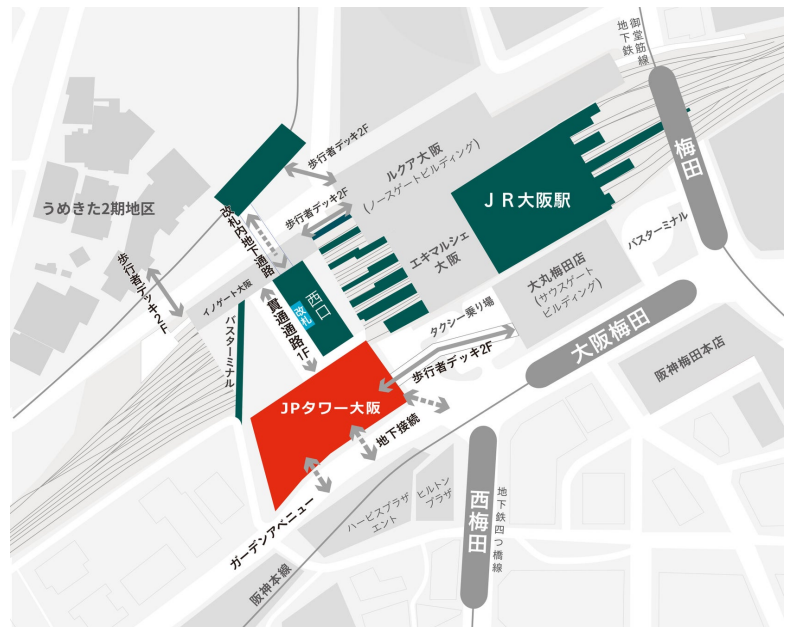 地下鉄
御堂筋線
梅田
歩行者デッキ2F
ルクア大阪
(ノースゲートビルディング)
JR大阪駅
うめきた2期地区
改札内地下通路
歩行者デッキ2F
エキマルシェ
大阪
バスターミナル
歩行者デッキ2F
イノゲート大阪
西口
改札
貫通通路1F
大丸梅田店
(サウスゲート
ビルディング)
タクシー乗り場
バスターミナル
大阪梅田
歩行者デッキ2F
阪神梅田本店
JPタワー大阪
地下接続
ガーデンアベニュー
ハービスプラザ
エント
ヒルトン
プラザ
西梅田
地下鉄四つ橋線
阪神本線